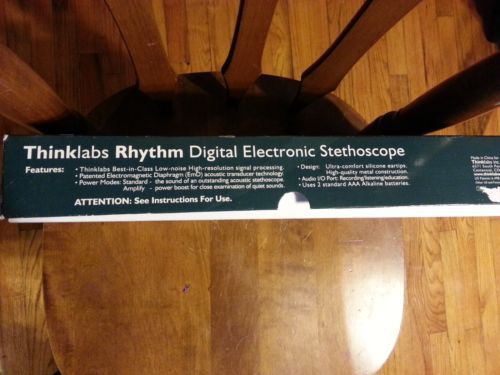 Thinklabs Rhythm Digital Electronic Stethoscope
Features:
• Thinklabs Best-in-Class Low-noise High-resolution signal processing.
• Patented Electromagnetic Diaphragm (EmD) acoustic transducer technology.
• Power Modes: Standard - the sound of an outstanding acoustic stethoscope.
Amplify - power boost for close examination of quiet sounds.
ATTENTION: See Instructions For Use.
• Design: Ultra-comfort silicone eartips.
High-quality metal construction.
• Audio I/O Port: Recording/listening/education.
• Uses 2 standard AAA Alkaline batteries.
Made in China for
Thinklabs
Centennial, CO